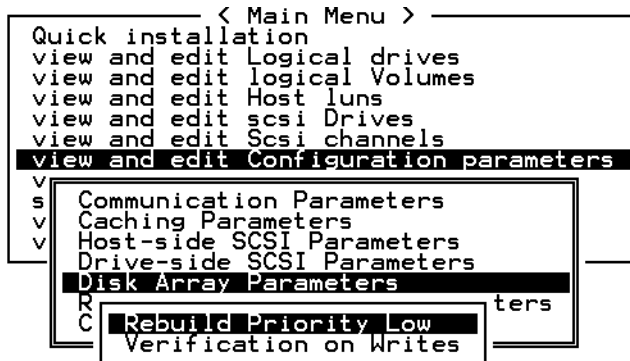 < Main Menu >
Quick installation
view and edit Logical drives
view and edit logical Volumes
view and edit Host luns
view and edit scsi Drives
view and edit Scsi channels
view and edit Configuration parameters
v
s Communication Parameters
v Caching Parameters
v Host-side SCSI Parameters
Drive-side SCSI Parameters
Disk Array Parameters
R ters
C Rebuild Priority Low
Verification on Writes